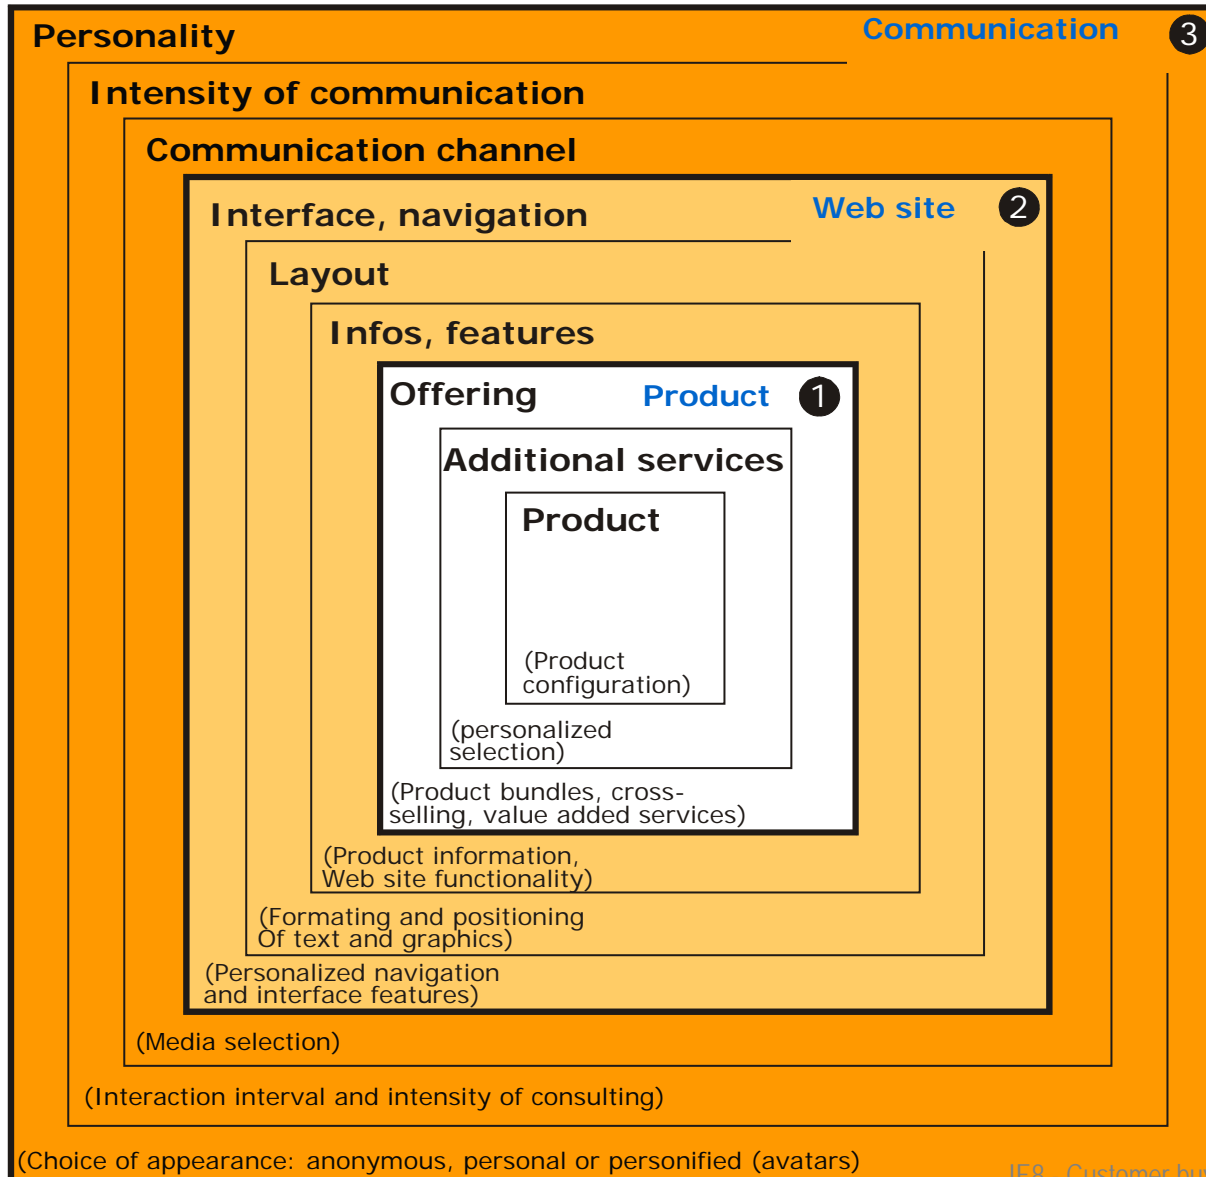 Personality
Communication
3
Intensity of communication
Communication channel
Interface, navigation
Web site
2
Layout
Infos, features
Offering
Product
1
Additional services
Product
(Product
configuration)
(personalized
selection)
(Product bundles, cross-
selling, value added services)
(Product information,
Web site functionality)
(Formating and positioning
Of text and graphics)
(Personalized navigation
and interface features)
(Media selection)
(Interaction interval and intensity of consulting)
(Choice of appearance: anonymous, personal or personified (avatars)
Customer